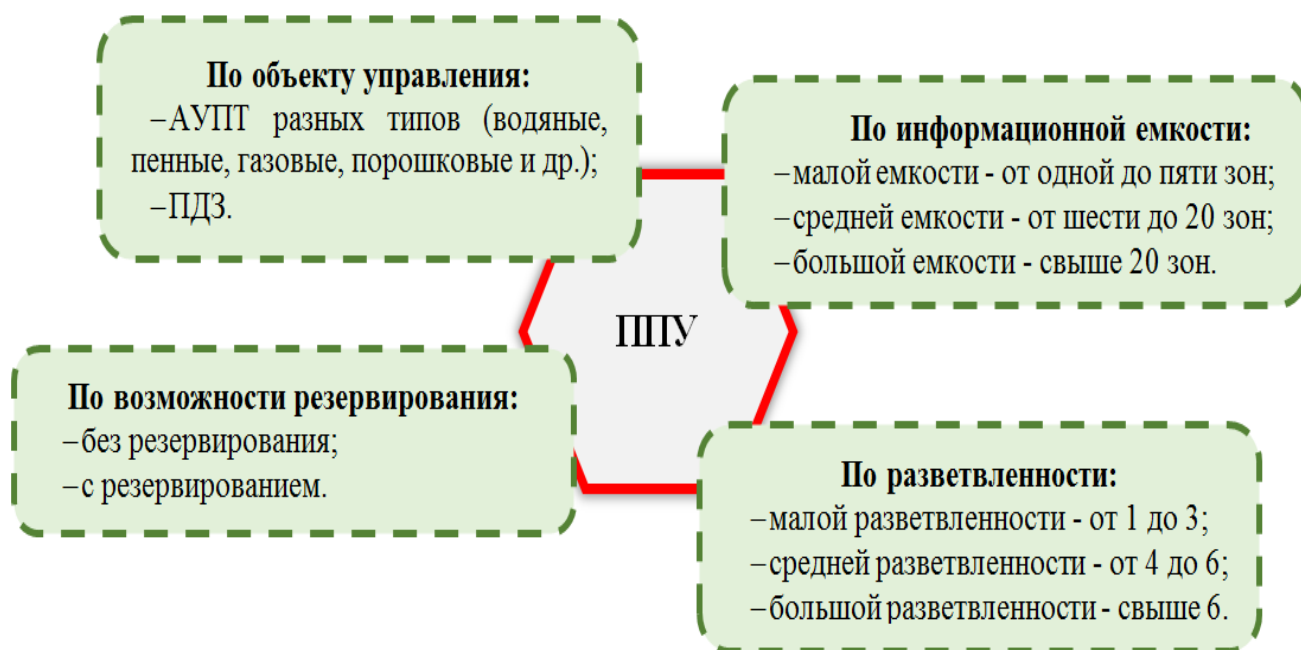 По объекту управления:
–АУПТ разных типов (водяные,
пенные, газовые, порошковые и др.);
–ПДЗ.
По информационной емкости:
–малой емкости - от одной до пяти зон;
–средней емкости - от шести до 20 зон;
–большой емкости - свыше 20 зон.
ППУ
По возможности резервирования:
–без резервирования;
–с резервированием.
По разветвленности:
–малой разветвленности - от 1 до 3;
–средней разветвленности - от 4 до 6;
–большой разветвленности - свыше 6.